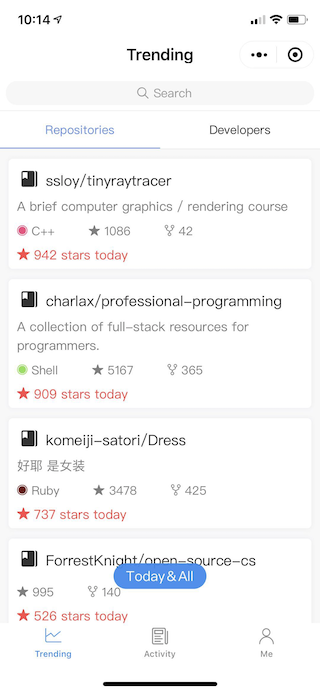 10:14
Trending
Search
Repositories
Developers
ssloy/tinyraytracer
A brief computer graphics / rendering course
C++ 1086 42
942 stars today
charlax/professional-programming
A collection of full-stack resources for
programmers.
Shell 5167 365
909 stars today
komeiji-satori/Dress
好耶 是女装
Ruby 3478 425
737 stars today
ForrestKnight/open-source-cs
Today&All
995 140
526 stars today
Trending
Activity
Me